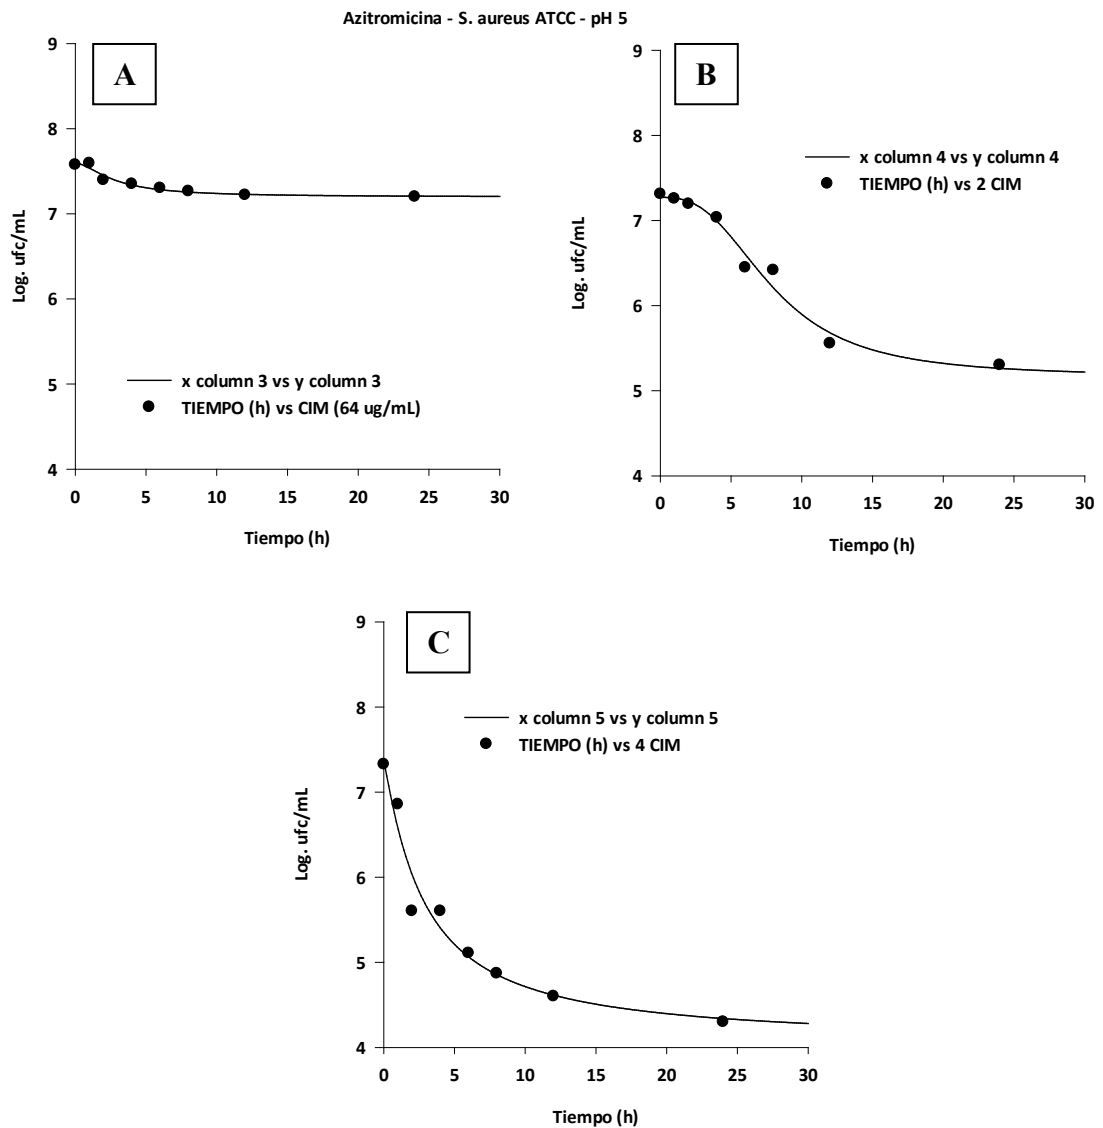 Azitromicina - S. aureus ATCC - pH 5
A
9
8
7
6
5
4
Log. ufc/mL
x column 3 vs y column 3
TIEMPO (h) vs CIM (64 ug/mL)
0 5 10 15 20 25 30
Tiempo (h)
B
9
8
7
6
5
4
Log. ufc/mL
x column 4 vs y column 4
TIEMPO (h) vs 2 CIM
0 5 10 15 20 25 30
Tiempo (h)
C
9
8
7
6
5
4
Log. ufc/mL
x column 5 vs y column 5
TIEMPO (h) vs 4 CIM
0 5 10 15 20 25 30
Tiempo (h)